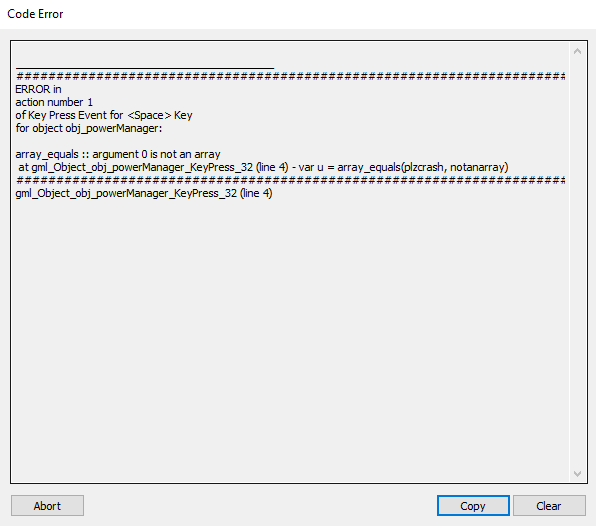 Code Error
___________________________________________
############################################################################
ERROR in
action number 1
of Key Press Event for <Space> Key
for object obj_powerManager:
array_equals :: argument 0 is not an array
at gml_Object_obj_powerManager_KeyPress_32 (line 4) - var u = array_equals(plzcrash, notanarray)
############################################################################
gml_Object_obj_powerManager_KeyPress_32 (line 4)
Abort
Copy
Clear